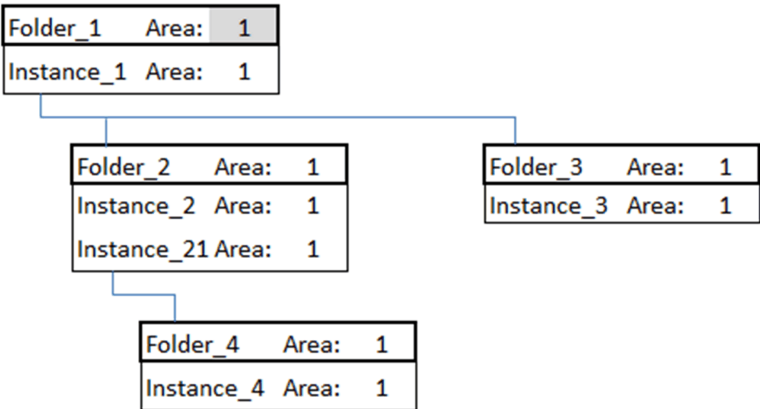 Folder_1 Area: 1
Instance_1 Area: 1
Folder_2 Area: 1
Instance_2 Area: 1
Instance_21 Area: 1
Folder_3 Area: 1
Instance_3 Area: 1
Folder_4 Area: 1
Instance_4 Area: 1